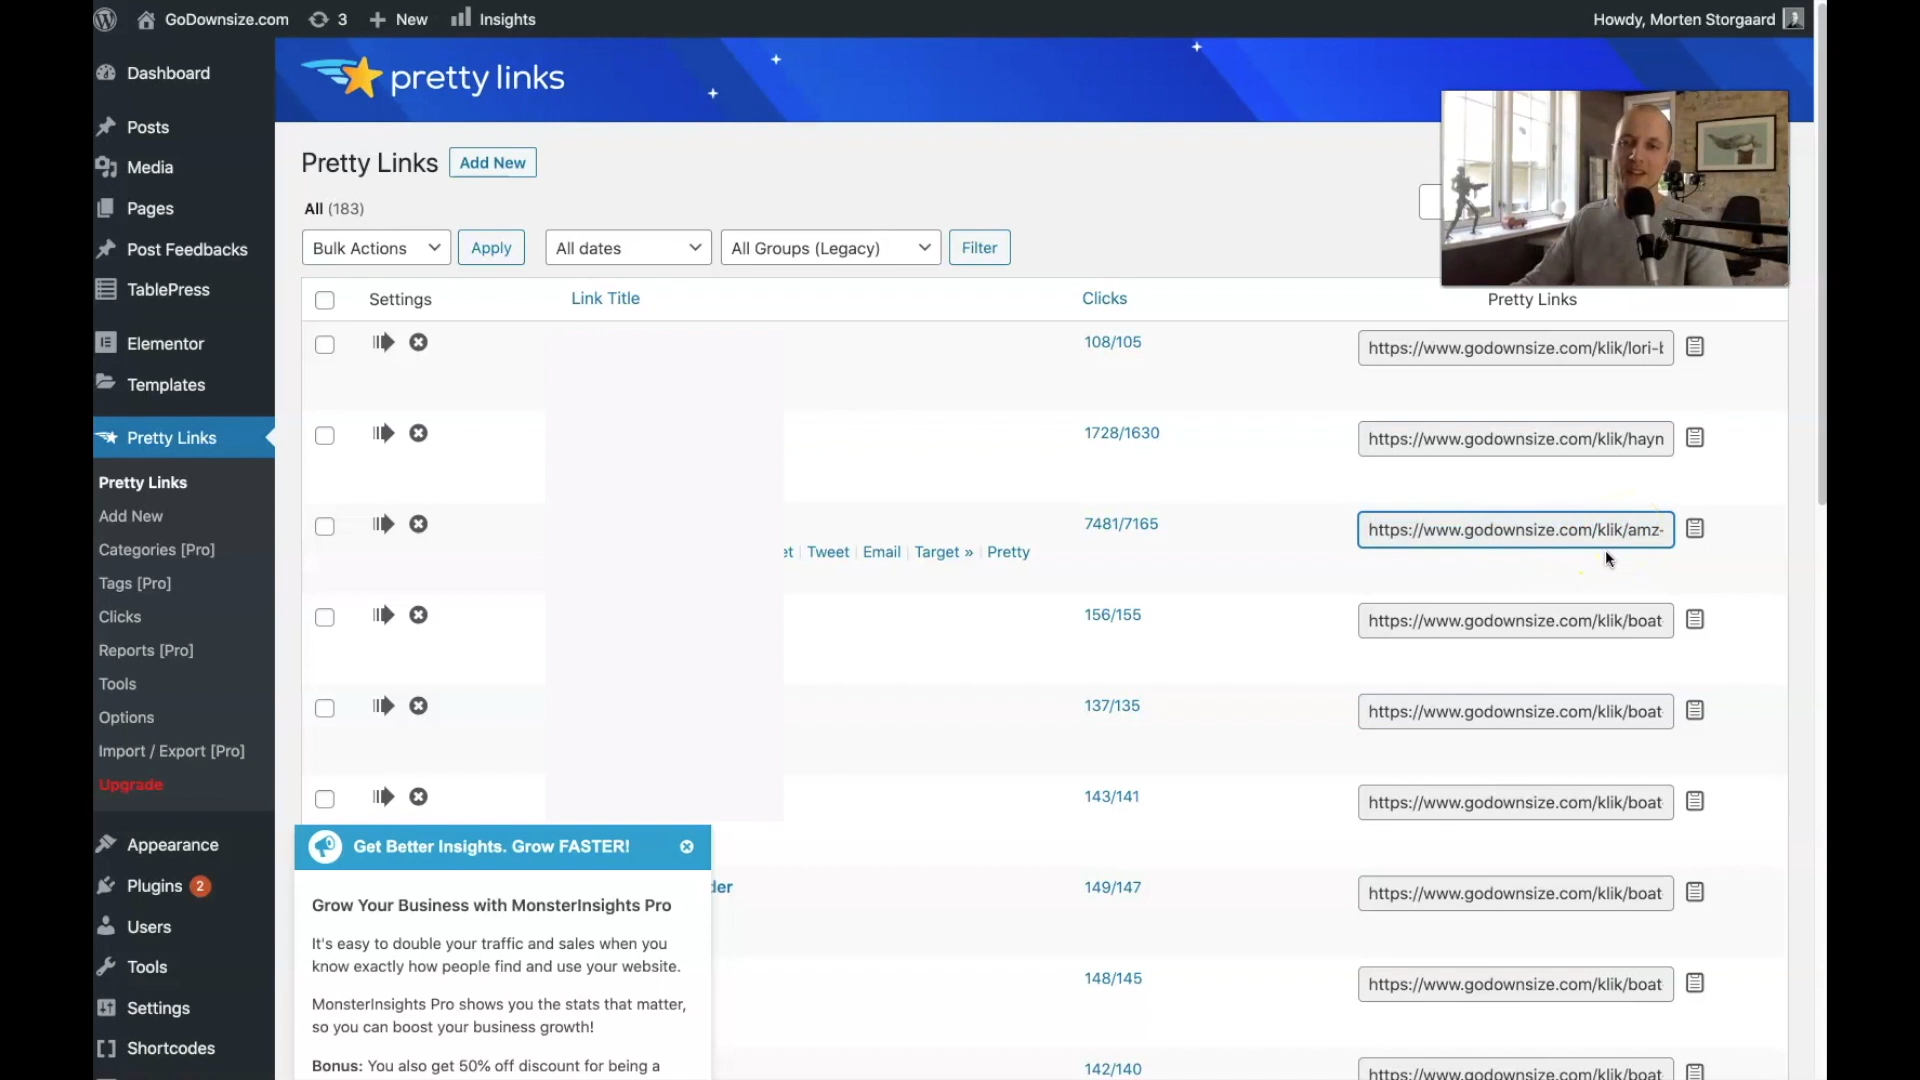 GoDownsize.com 3 New Insights Howdy, Morten Storgaard
Dashboard
Posts
Media
Pages
Post Feedbacks
TablePress
Elementor
Templates
Pretty Links
Pretty Links
Add New
Categories [Pro]
Tags [Pro]
Clicks
Reports [Pro]
Tools
Options
Import / Export [Pro]
Upgrade
Appearance
Plugins 2
Users
Tools
Settings
Shortcodes
pretty links
Pretty Links Add New
All (183)
Bulk Actions Apply All dates All Groups (Legacy) Filter
Settings Link Title Clicks Pretty Links
108/105 https://www.godownsize.com/klik/lori-
1728/1630 https://www.godownsize.com/klik/hayn
7481/7165 https://www.godownsize.com/klik/amz-
et | Tweet | Email | Target » | Pretty
156/155 https://www.godownsize.com/klik/boat
137/135 https://www.godownsize.com/klik/boat
143/141 https://www.godownsize.com/klik/boat
der 149/147 https://www.godownsize.com/klik/boat
148/145 https://www.godownsize.com/klik/boat
142/140 https://www.godownsize.com/klik/boat
Get Better Insights. Grow FASTER!
Grow Your Business with MonsterInsights Pro
It's easy to double your traffic and sales when you
know exactly how people find and use your website.
MonsterInsights Pro shows you the stats that matter,
so you can boost your business growth!
Bonus: You also get 50% off discount for being a